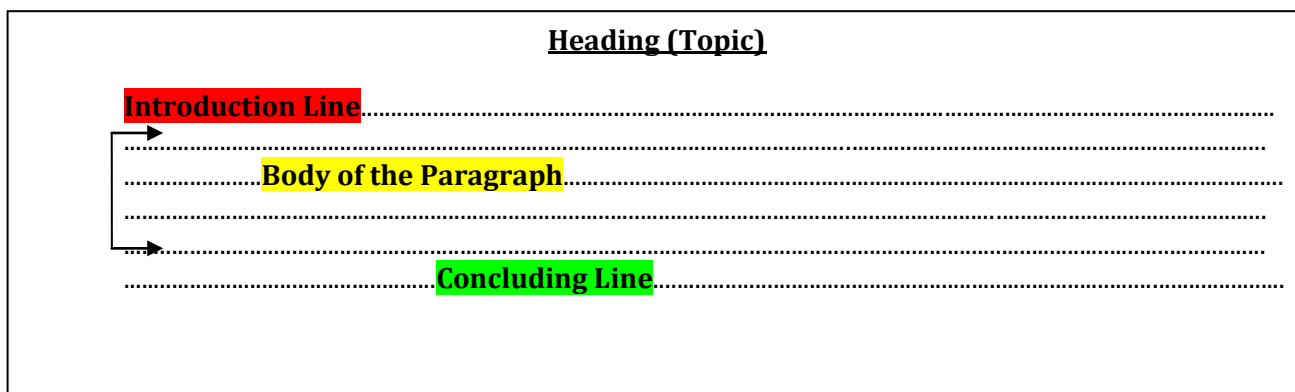 Heading (Topic)
Introduction Line....................................................................................................
....................................................................................................
.......................Body of the Paragraph....................................................................................................
....................................................................................................
....................................................................................................
....................................................Concluding Line....................................................................................................